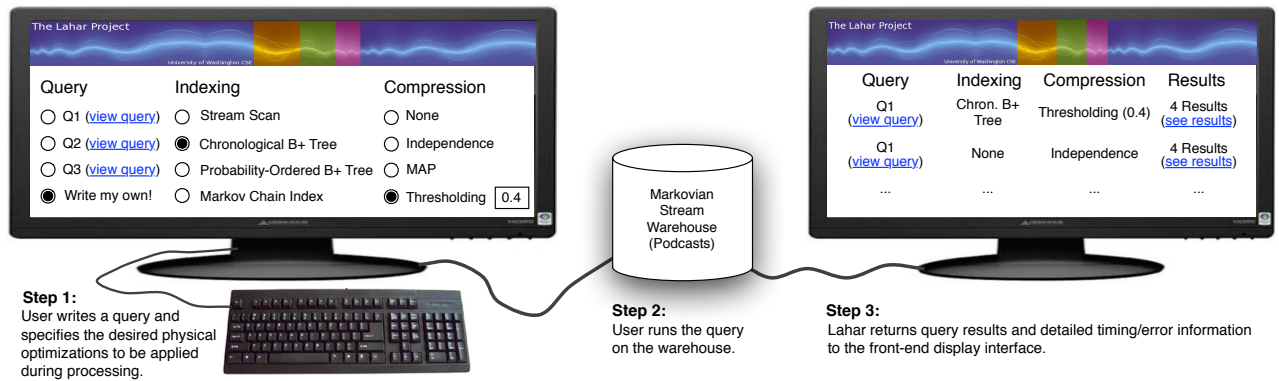 The Lahar Project
University of Washington CSE
Query Indexing Compression
Q1 (view query) Stream Scan None
Q2 (view query) Chronological B+ Tree Independence
Q3 (view query) Probability-Ordered B+ Tree MAP
Write my own! Markov Chain Index Thresholding 0.4
Step 1:
User writes a query and
specifies the desired physical
optimizations to be applied
during processing.
Markovian
Stream
Warehouse
(Podcasts)
Step 2:
User runs the query
on the warehouse.
The Lahar Project
University of Washington CSE
Query Indexing Compression Results
Q1
(view query)
Chron. B+
Tree
Thresholding (0.4)
4 Results
(see results)
Q1
(view query)
None
Independence
4 Results
(see results)
... ... ... ...
Step 3:
Lahar returns query results and detailed timing/error information
to the front-end display interface.